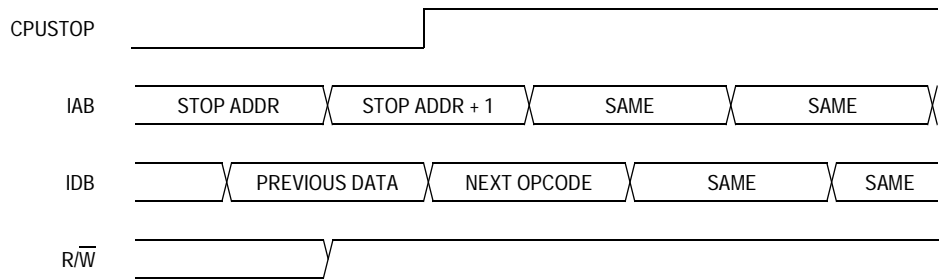 CPUSTOP
IAB STOP ADDR STOP ADDR + 1 SAME SAME
IDB PREVIOUS DATA NEXT OPCODE SAME SAME
R/W̅